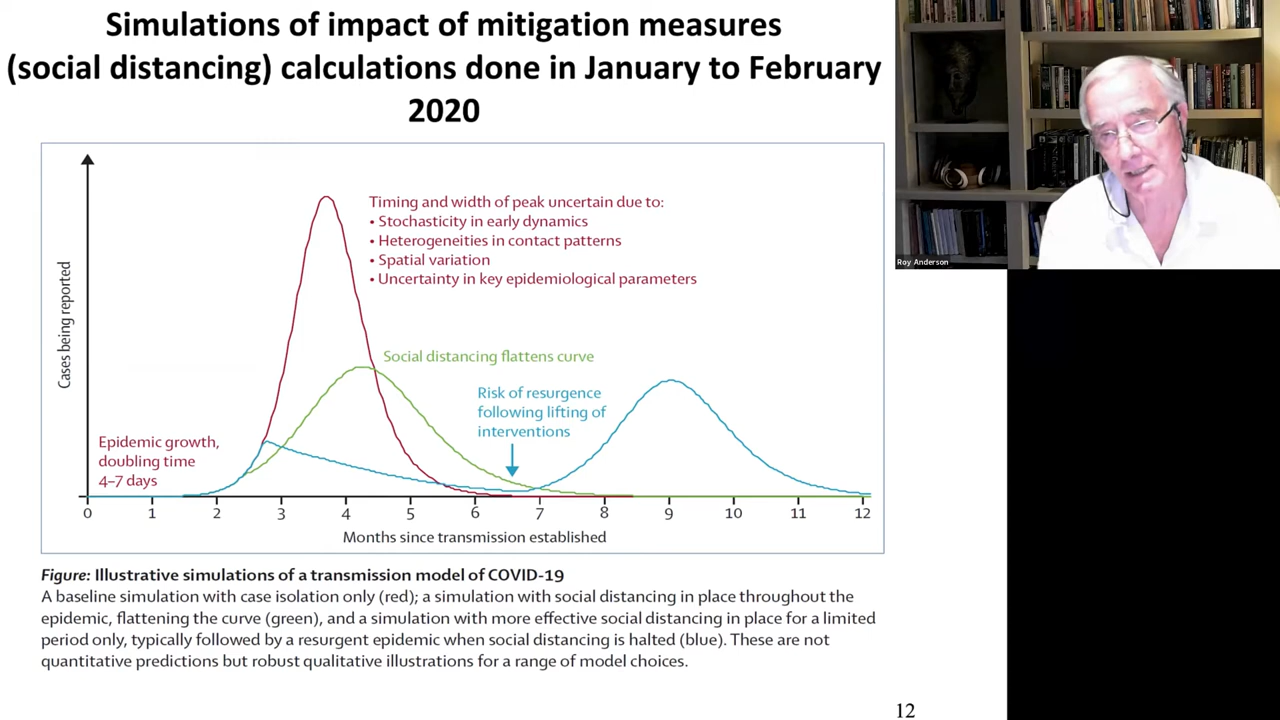 Simulations of impact of mitigation measures
(social distancing) calculations done in January to February
2020
Roy Anderson
Cases being reported
Timing and width of peak uncertain due to:
• Stochasticity in early dynamics
• Heterogeneities in contact patterns
• Spatial variation
• Uncertainty in key epidemiological parameters
Social distancing flattens curve
Risk of resurgence
following lifting of
interventions
Epidemic growth,
doubling time
4–7 days
0 1 2 3 4 5 6 7 8 9 10 11 12
Months since transmission established
Figure: Illustrative simulations of a transmission model of COVID-19
A baseline simulation with case isolation only (red); a simulation with social distancing in place throughout the
epidemic, flattening the curve (green), and a simulation with more effective social distancing in place for a limited
period only, typically followed by a resurgent epidemic when social distancing is halted (blue). These are not
quantitative predictions but robust qualitative illustrations for a range of model choices.
12